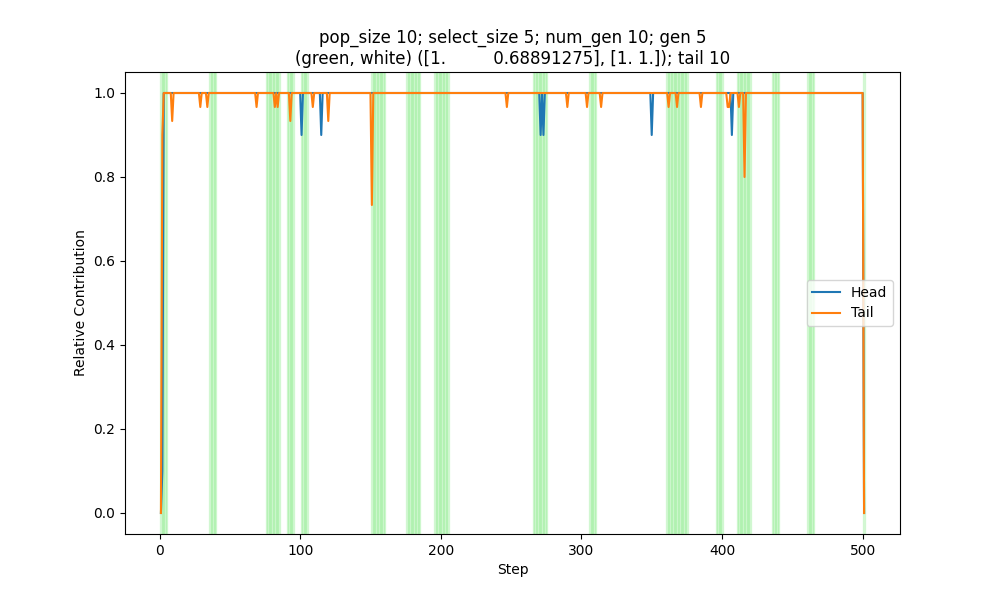 pop_size 10; select_size 5; num_gen 10; gen 5
(green, white) ([1.         0.68891275], [1. 1.]); tail 10
1.0
0.8
0.6
0.4
0.2
0.0
Relative Contribution
Head
Tail
0
100
200
300
400
500
Step